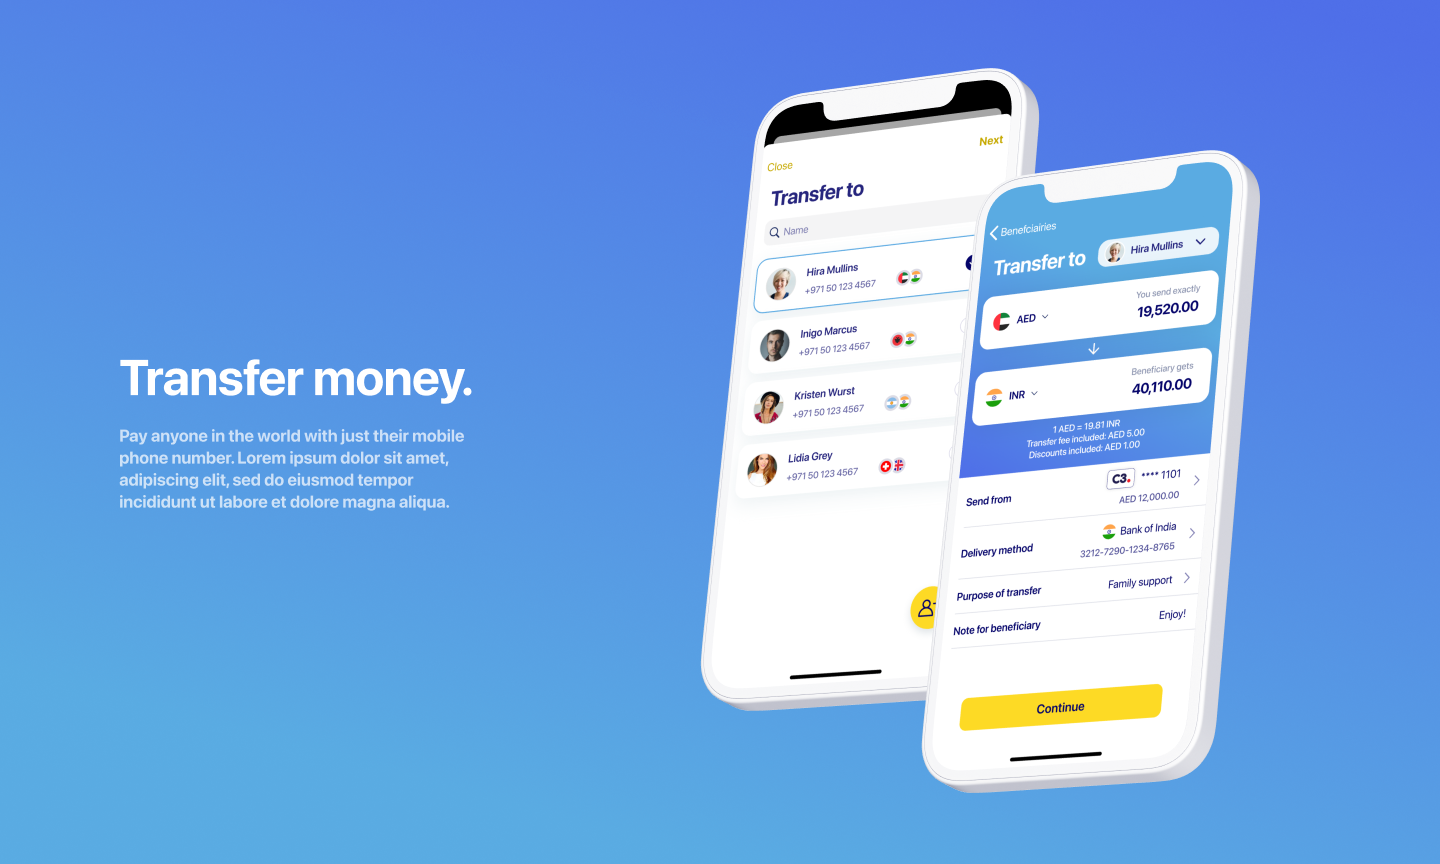 Transfer money.
Pay anyone in the world with just their mobile
phone number. Lorem ipsum dolor sit amet,
adipiscing elit, sed do eiusmod tempor
incididunt ut labore et dolore magna aliqua.
Close
Next
Transfer to
Name
Hira Mullins
+971 50 123 4567
Inigo Marcus
+971 50 123 4567
Kristen Wurst
+971 50 123 4567
Lidia Grey
+971 50 123 4567
Benefciairies
Transfer to
Hira Mullins
You send exactly
AED
19,520.00
Beneficiary gets
INR
40,110.00
1 AED = 19.81 INR
Transfer fee included: AED 5.00
Discounts included: AED 1.00
Send from
C3. **** 1101
AED 12,000.00
Delivery method
Bank of India
3212-7290-1234-8765
Purpose of transfer
Family support
Note for beneficiary
Enjoy!
Continue